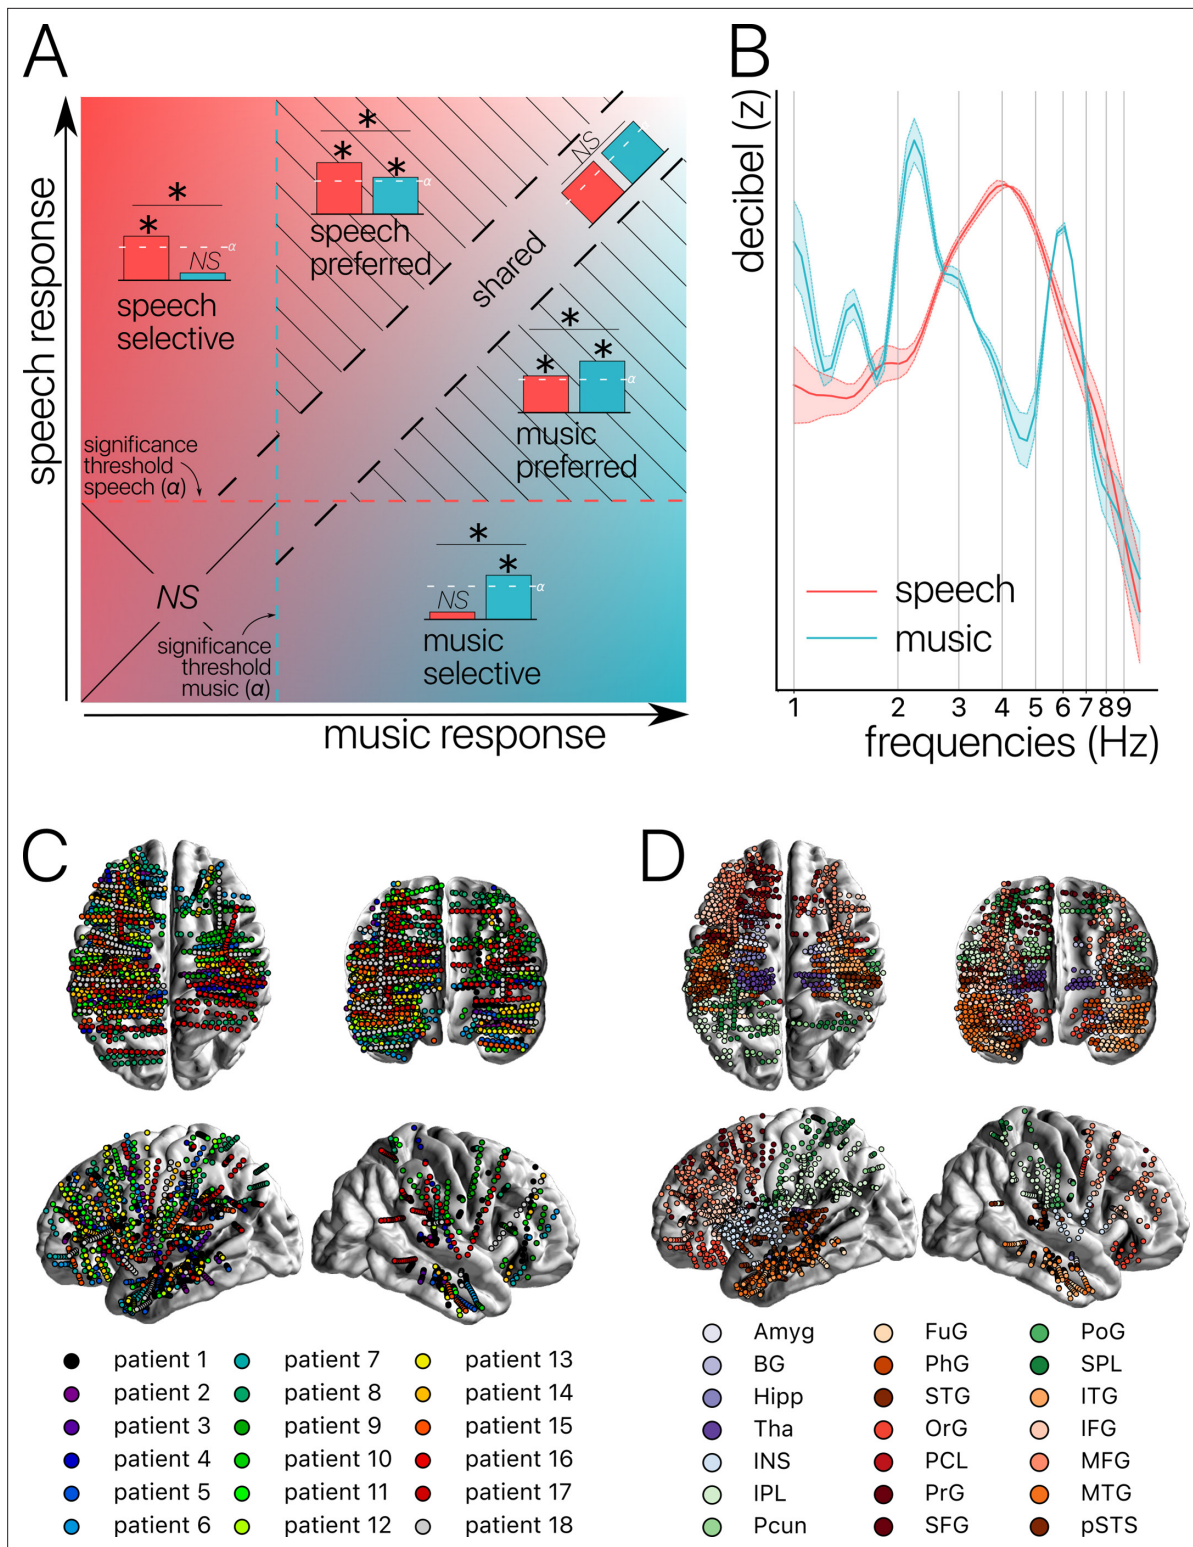 A
speech response
*
*
*
α
speech
preferred
*
*
NS
α
speech
selective
NS
α
shared
*
*
*
α
music
preferred
significance
threshold
speech (α)
NS
significance
threshold
music (α)
*
NS
*
α
music
selective
music response
B
decibel (z)
speech
music
1 2 3 4 5 6 7 8 9
frequencies (Hz)
C
patient 1
patient 2
patient 3
patient 4
patient 5
patient 6
patient 7
patient 8
patient 9
patient 10
patient 11
patient 12
patient 13
patient 14
patient 15
patient 16
patient 17
patient 18
D
Amyg
BG
Hipp
Tha
INS
IPL
Pcun
FuG
PhG
STG
OrG
PCL
PrG
SFG
PoG
SPL
ITG
IFG
MFG
MTG
pSTS